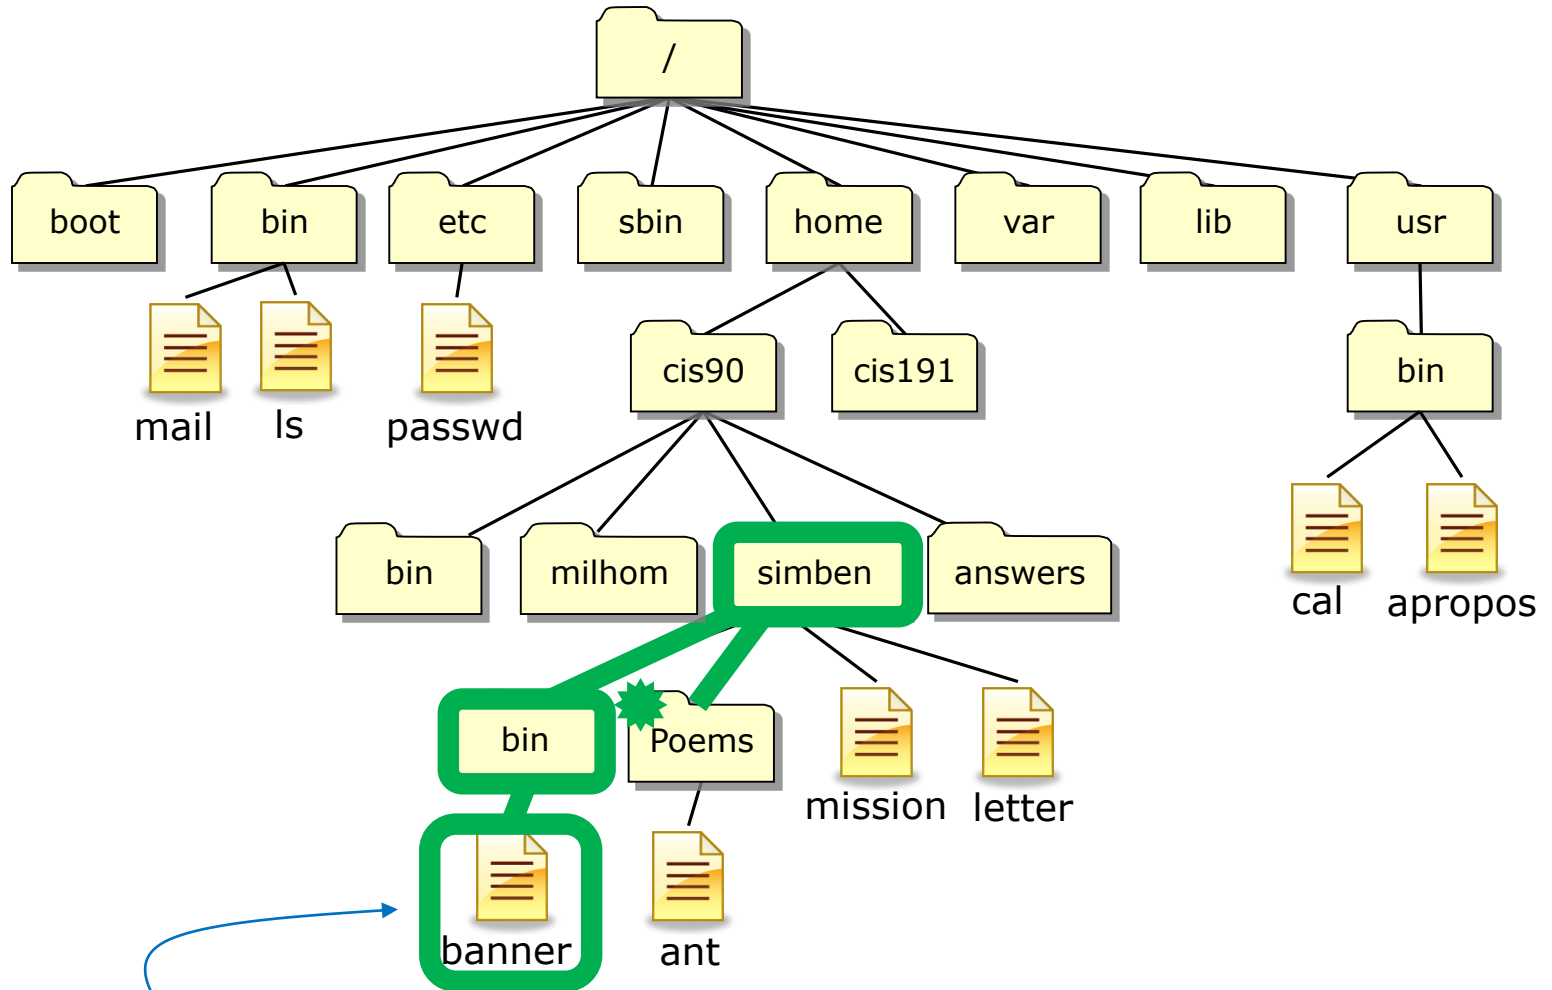 /
boot
bin
etc
sbin
home
var
lib
usr
mail
ls
passwd
cis90
cis191
bin
cal
apropos
bin
milhom
simben
answers
bin
Poems
mission
letter
banner
ant